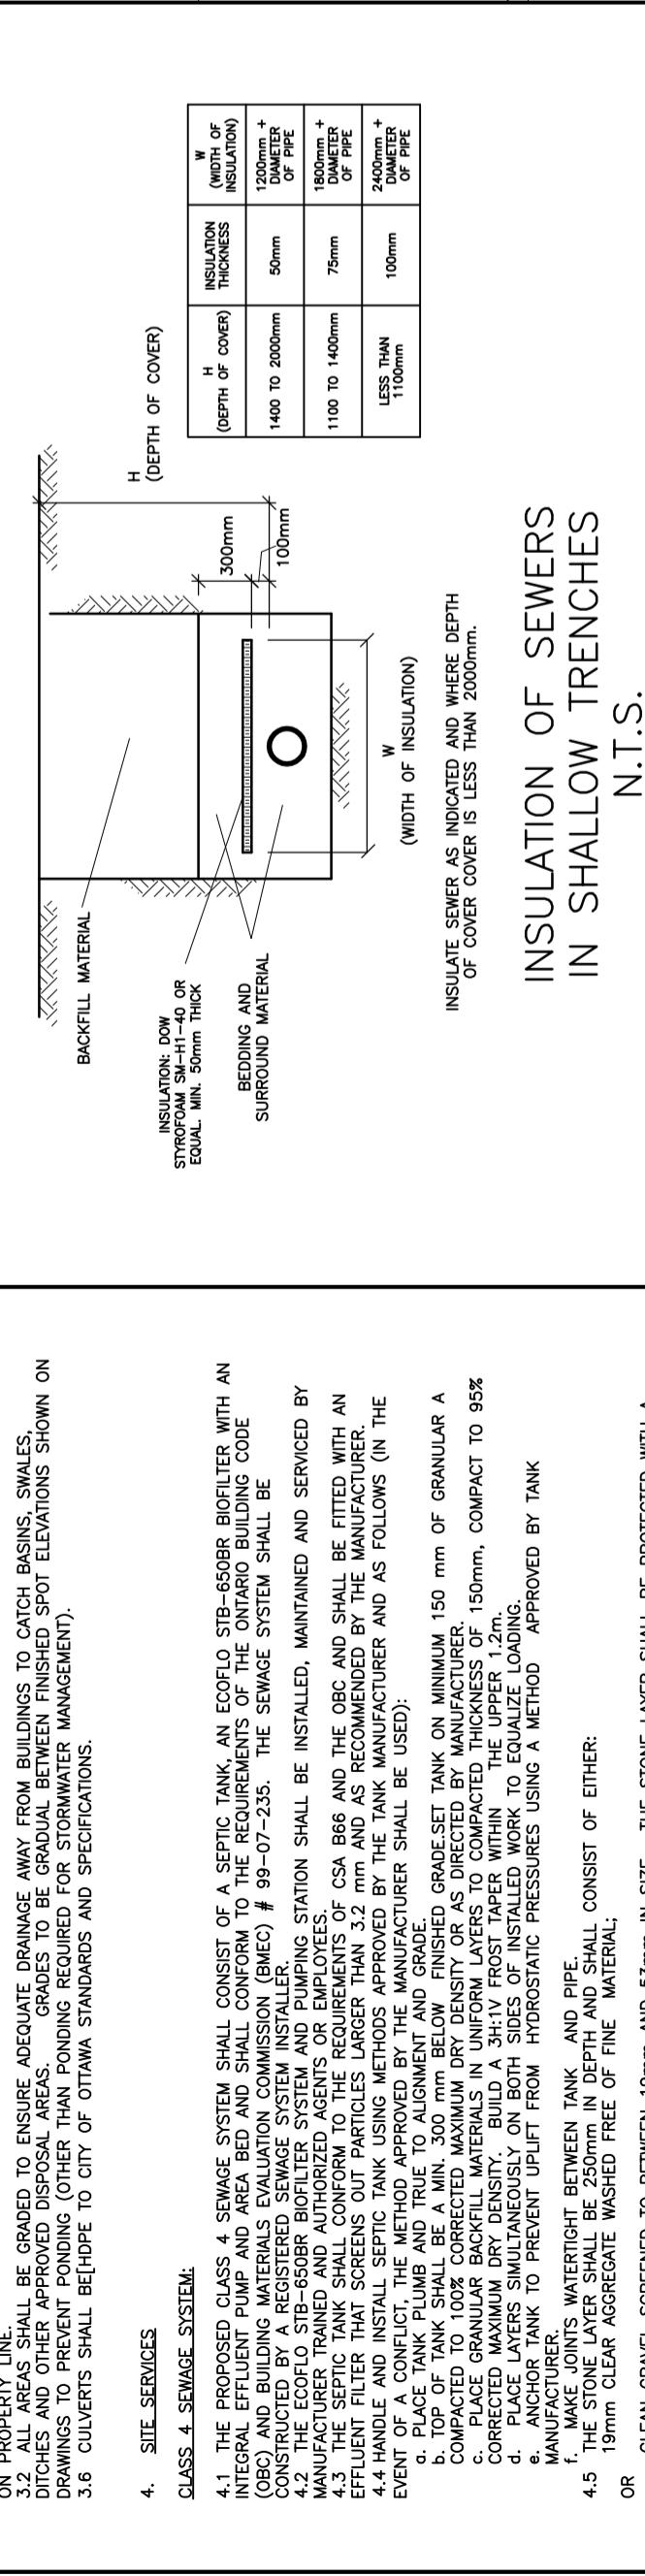 ON PROPERTY LINE.
3.2 ALL AREAS SHALL BE GRADED TO ENSURE ADEQUATE DRAINAGE AWAY FROM BUILDINGS TO CATCH BASINS, SWALES,
DITCHES AND OTHER APPROVED DISPOSAL AREAS. GRADES TO BE GRADUAL BETWEEN FINISHED SPOT ELEVATIONS SHOWN ON
DRAWINGS TO PREVENT PONDING (OTHER THAN PONDING REQUIRED FOR STORMWATER MANAGEMENT).
3.6 CULVERTS SHALL BE[HDPE TO CITY OF OTTAWA STANDARDS AND SPECIFICATIONS.
4. SITE SERVICES
CLASS 4 SEWAGE SYSTEM:
4.1 THE PROPOSED CLASS 4 SEWAGE SYSTEM SHALL CONSIST OF A SEPTIC TANK, AN ECOFLO STB-650BR BIOFILTER WITH AN
INTEGRAL EFFLUENT PUMP AND AREA BED AND SHALL CONFORM TO THE REQUIREMENTS OF THE ONTARIO BUILDING CODE
(OBC) AND BUILDING MATERIALS EVALUATION COMMISSION (BMEC) # 99-07-235. THE SEWAGE SYSTEM SHALL BE
CONSTRUCTED BY A REGISTERED SEWAGE SYSTEM INSTALLER.
4.2 THE ECOFLO STB-650BR BIOFILTER SYSTEM AND PUMPING STATION SHALL BE INSTALLED, MAINTAINED AND SERVICED BY
MANUFACTURER TRAINED AND AUTHORIZED AGENTS OR EMPLOYEES.
4.3 THE SEPTIC TANK SHALL CONFORM TO THE REQUIREMENTS OF CSA B66 AND THE OBC AND SHALL BE FITTED WITH AN
EFFLUENT FILTER THAT SCREENS OUT PARTICLES LARGER THAN 3.2 mm AND AS RECOMMENDED BY THE MANUFACTURER.
4.4 HANDLE AND INSTALL SEPTIC TANK USING METHODS APPROVED BY THE TANK MANUFACTURER AND AS FOLLOWS (IN THE
EVENT OF A CONFLICT, THE METHOD APPROVED BY THE MANUFACTURER SHALL BE USED):
a. PLACE TANK PLUMB AND TRUE TO ALIGNMENT AND GRADE.
b. TOP OF TANK SHALL BE A MIN. 300 mm BELOW FINISHED GRADE.SET TANK ON MINIMUM 150 mm OF GRANULAR A
COMPACTED TO 100% CORRECTED MAXIMUM DRY DENSITY OR AS DIRECTED BY MANUFACTURER.
c. PLACE GRANULAR BACKFILL MATERIALS IN UNIFORM LAYERS TO COMPACTED THICKNESS OF 150mm, COMPACT TO 95%
CORRECTED MAXIMUM DRY DENSITY. BUILD A 3H:1V FROST TAPER WITHIN THE UPPER 1.2m.
d. PLACE LAYERS SIMULTANEOUSLY ON BOTH SIDES OF INSTALLED WORK TO EQUALIZE LOADING.
e. ANCHOR TANK TO PREVENT UPLIFT FROM HYDROSTATIC PRESSURES USING A METHOD APPROVED BY TANK
MANUFACTURER.
f. MAKE JOINTS WATERTIGHT BETWEEN TANK AND PIPE.
4.5 THE STONE LAYER SHALL BE 250mm IN DEPTH AND SHALL CONSIST OF EITHER:
19mm CLEAR AGGREGATE WASHED FREE OF FINE MATERIAL;
OR
CLEAN GRAVEL SCREENED TO BETWEEN 19mm AND 53mm IN SIZE. THE STONE LAYER SHALL BE PROTECTED WITH A
BACKFILL MATERIAL
INSULATION: DOW
STYROFOAM SM-H1-40 OR
EQUAL. MIN. 50mm THICK
BEDDING AND
SURROUND MATERIAL
H
(DEPTH OF COVER)
300mm
100mm
W
(WIDTH OF INSULATION)
H
(DEPTH OF COVER)
INSULATION
THICKNESS
W
(WIDTH OF
INSULATION)
1400 TO 2000mm
50mm
1200mm +
DIAMETER
OF PIPE
1100 TO 1400mm
75mm
1800mm +
DIAMETER
OF PIPE
LESS THAN
1100mm
100mm
2400mm +
DIAMETER
OF PIPE
INSULATE SEWER AS INDICATED AND WHERE DEPTH
OF COVER COVER IS LESS THAN 2000mm.
INSULATION OF SEWERS
IN SHALLOW TRENCHES
N.T.S.